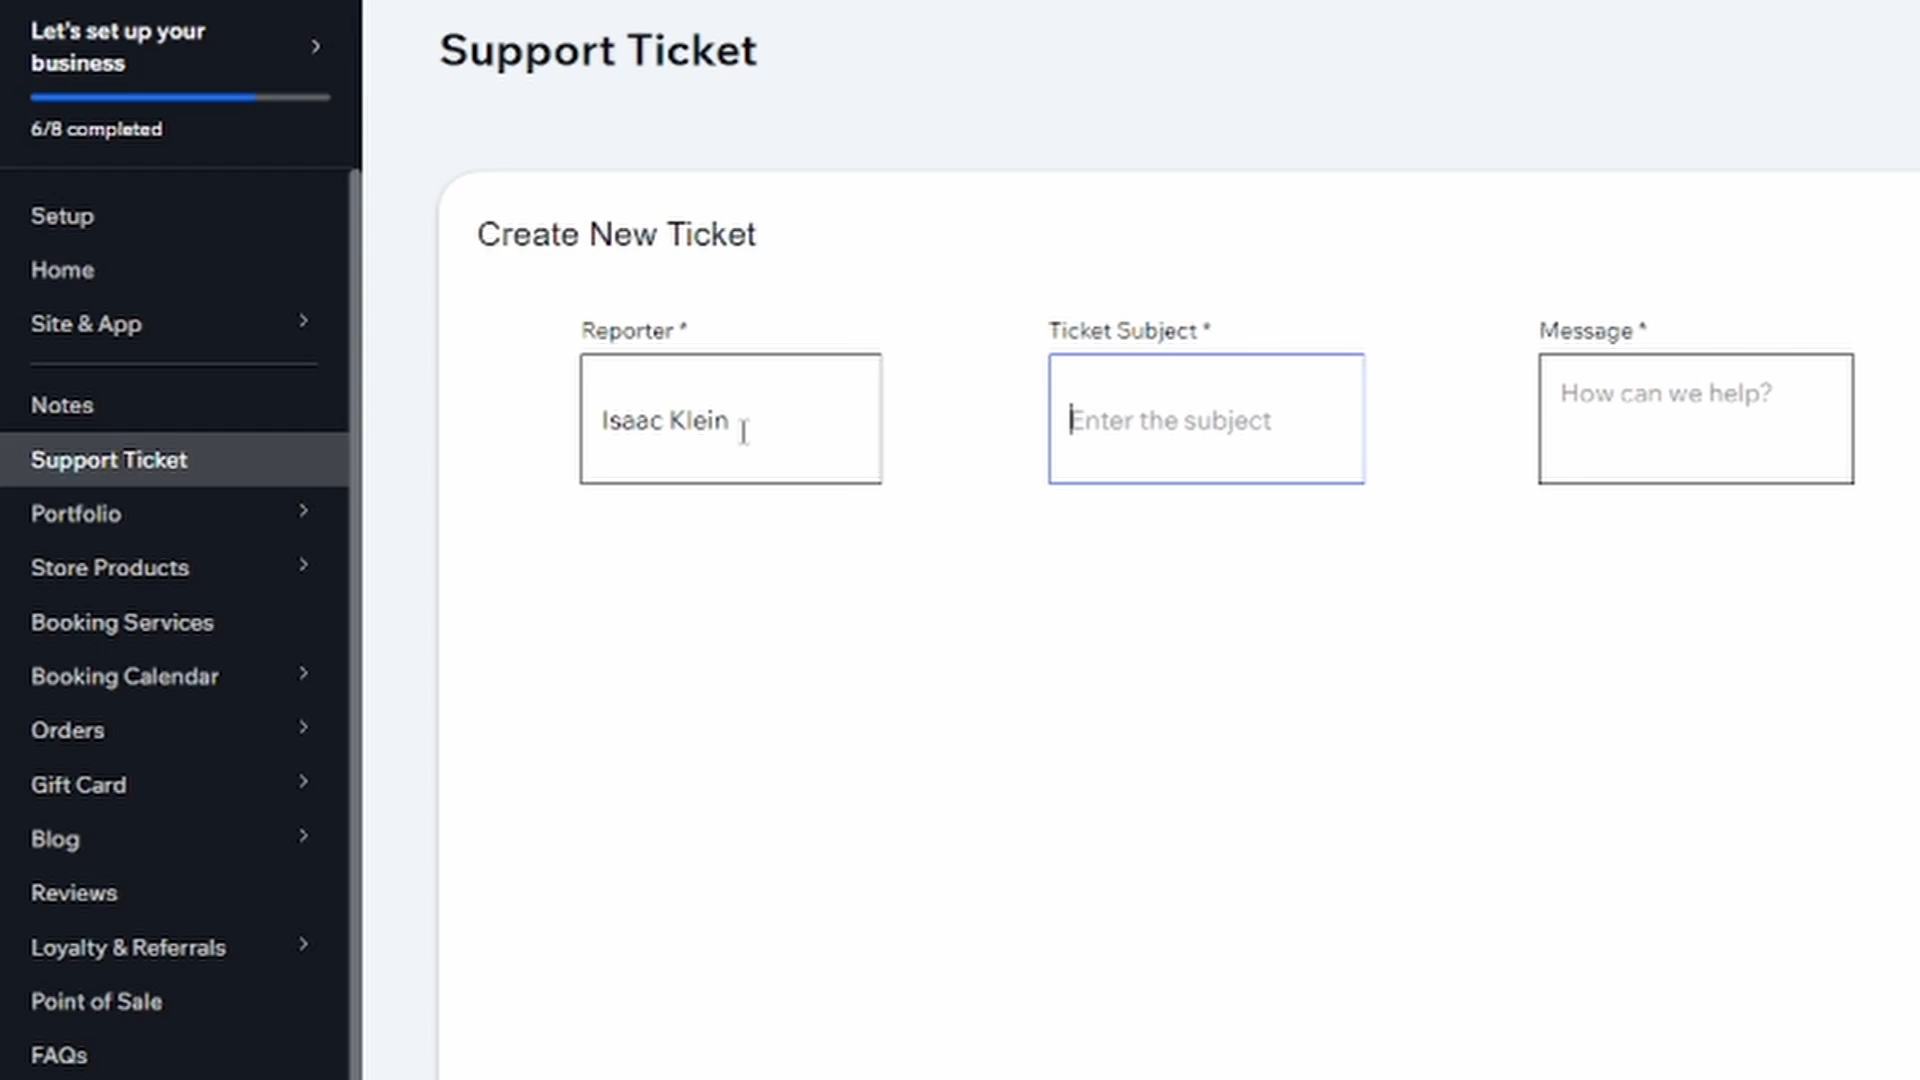 Let's set up your
business
6/8 completed
Setup
Home
Site & App
Notes
Support Ticket
Portfolio
Store Products
Booking Services
Booking Calendar
Orders
Gift Card
Blog
Reviews
Loyalty & Referrals
Point of Sale
FAQs
Support Ticket
Create New Ticket
Reporter *
Isaac Klein
Ticket Subject *
Enter the subject
Message *
How can we help?